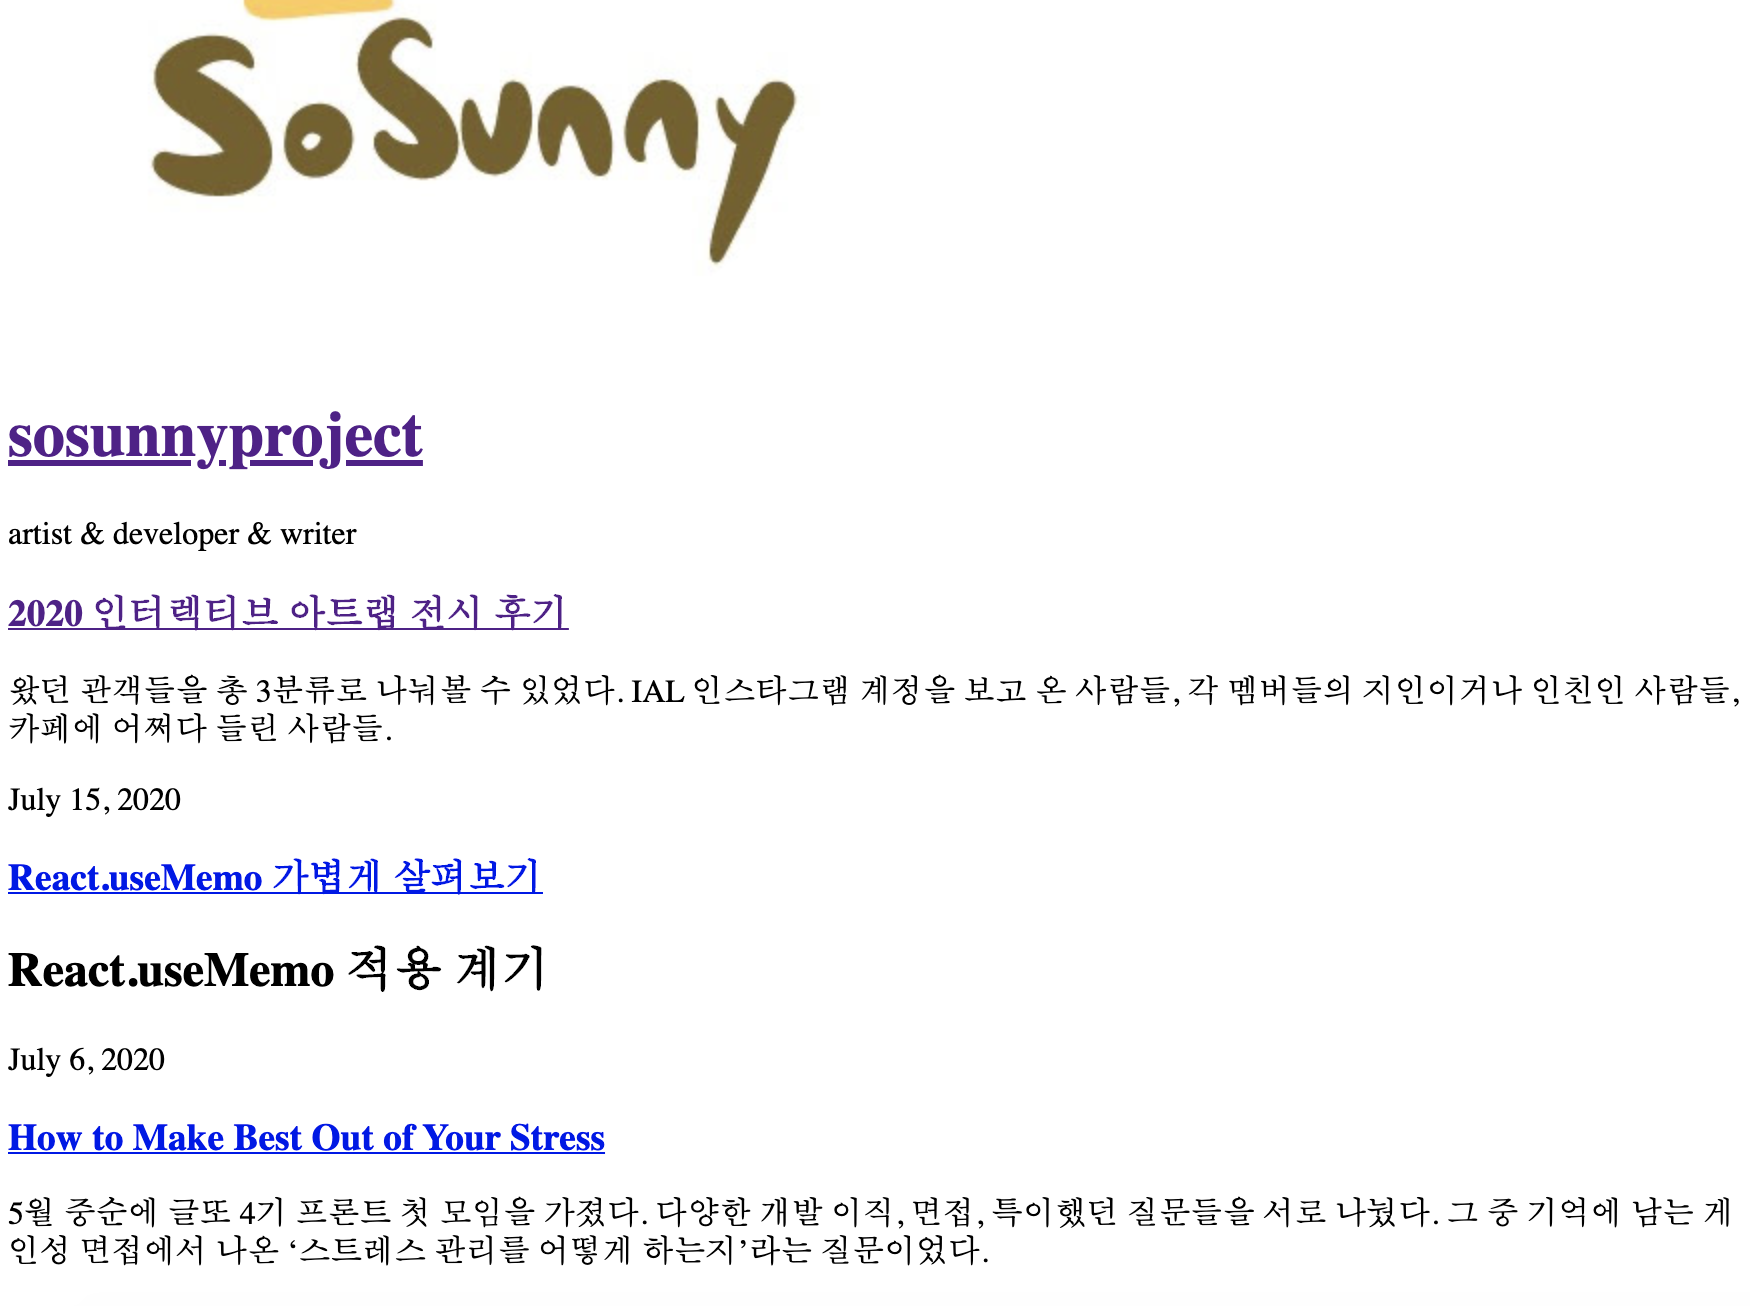 SoSunny
sosunnyproject
artist & developer & writer
2020 인터렉티브 아트랩 전시 후기
왔던 관객들을 총 3분류로 나눠볼 수 있었다. IAL 인스타그램 계정을 보고 온 사람들, 각 멤버들의 지인이거나 인친인 사람들,
카페에 어쩌다 들린 사람들.
July 15, 2020
React.useMemo 가볍게 살펴보기
React.useMemo 적용 계기
July 6, 2020
How to Make Best Out of Your Stress
5월 중순에 글또 4기 프론트 첫 모임을 가졌다. 다양한 개발 이직, 면접, 특이했던 질문들을 서로 나눴다. 그 중 기억에 남는 게
인성 면접에서 나온 ‘스트레스 관리를 어떻게 하는지’라는 질문이었다.